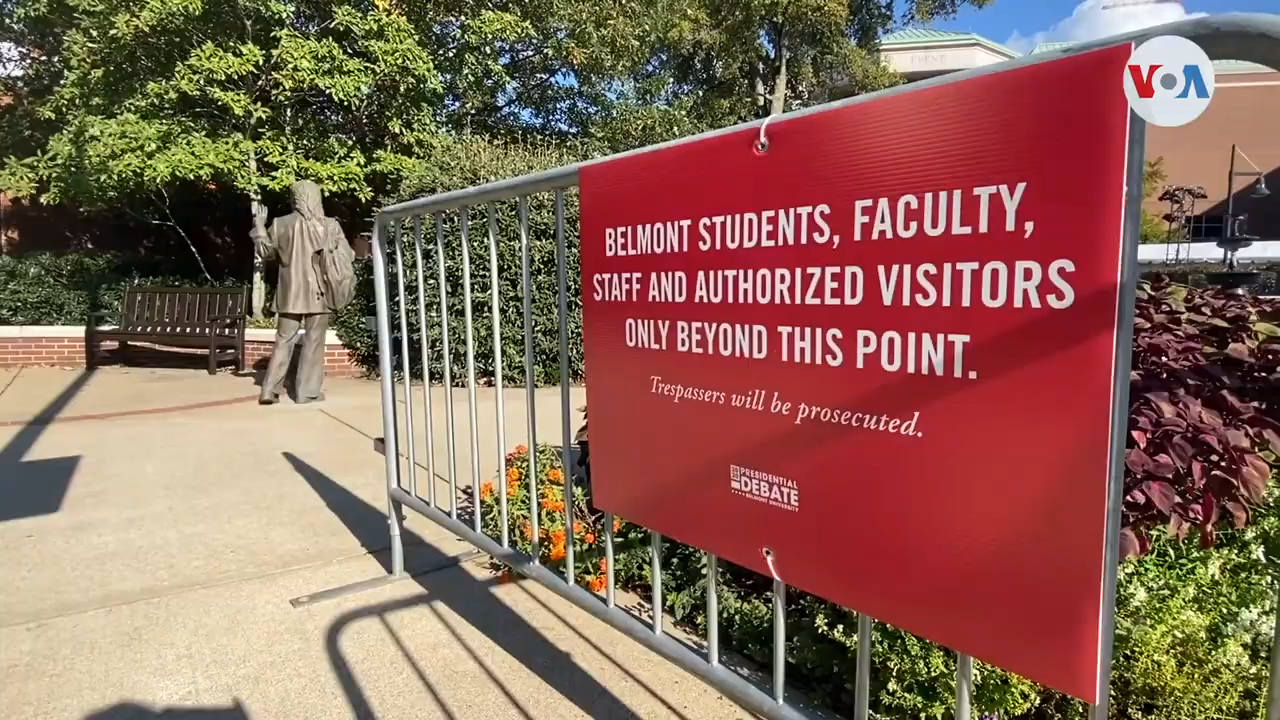 EVENT
VOA
BELMONT STUDENTS, FACULTY,
STAFF AND AUTHORIZED VISITORS
ONLY BEYOND THIS POINT.
Trespassers will be prosecuted.
PRESIDENTIAL
DEBATE
BELMONT UNIVERSITY